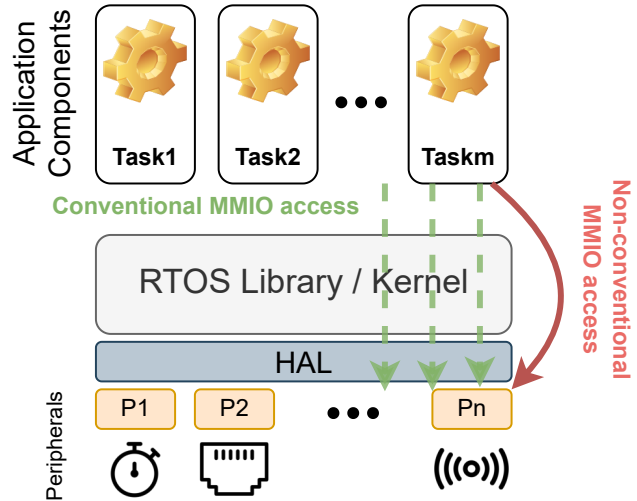 Application
Components
Task1
Task2
Taskm
Conventional MMIO access
Non-conventional
MMIO access
RTOS Library / Kernel
HAL
Peripherals
P1
P2
Pn